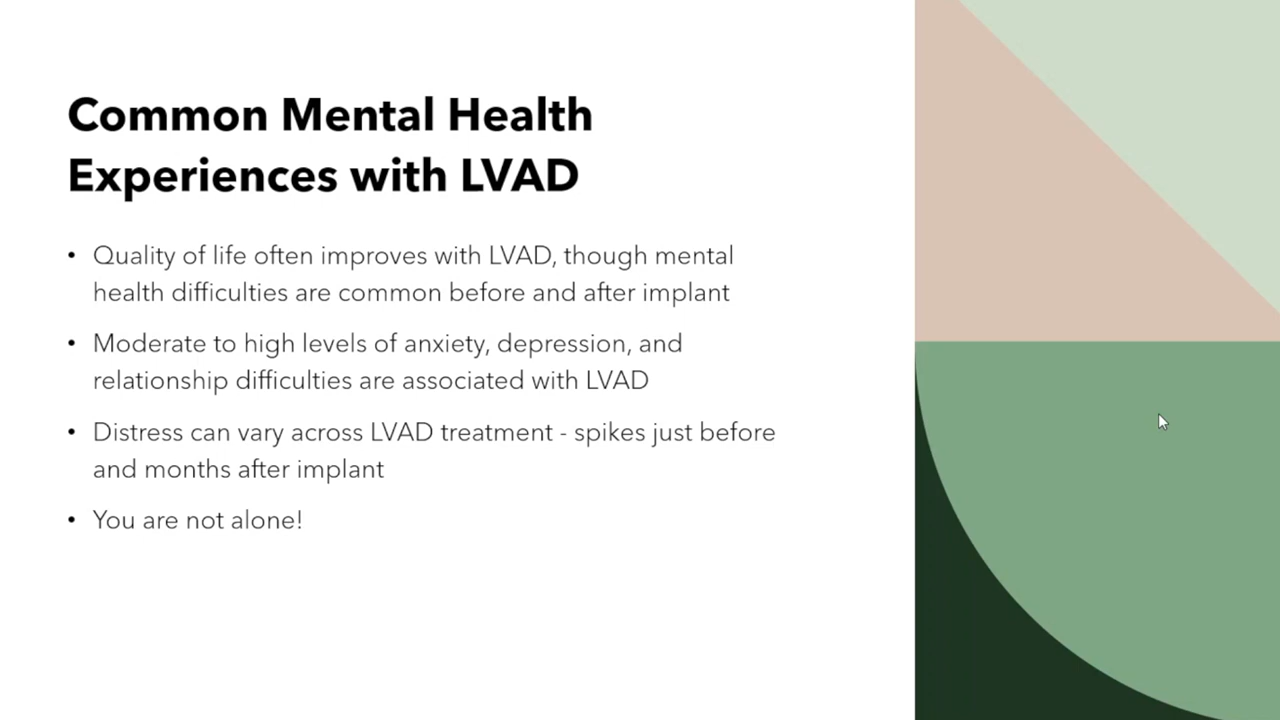 Common Mental Health
Experiences with LVAD
• Quality of life often improves with LVAD, though mental
health difficulties are common before and after implant
• Moderate to high levels of anxiety, depression, and
relationship difficulties are associated with LVAD
• Distress can vary across LVAD treatment - spikes just before
and months after implant
• You are not alone!